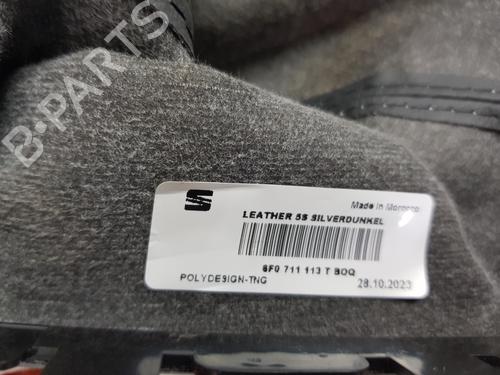 B-PARTS
Made in Morocco
LEATHER 5S SILVERDUNKEL
6F0 711 113 T BOQ
POLYDESIGN-TNG
28.10.2023